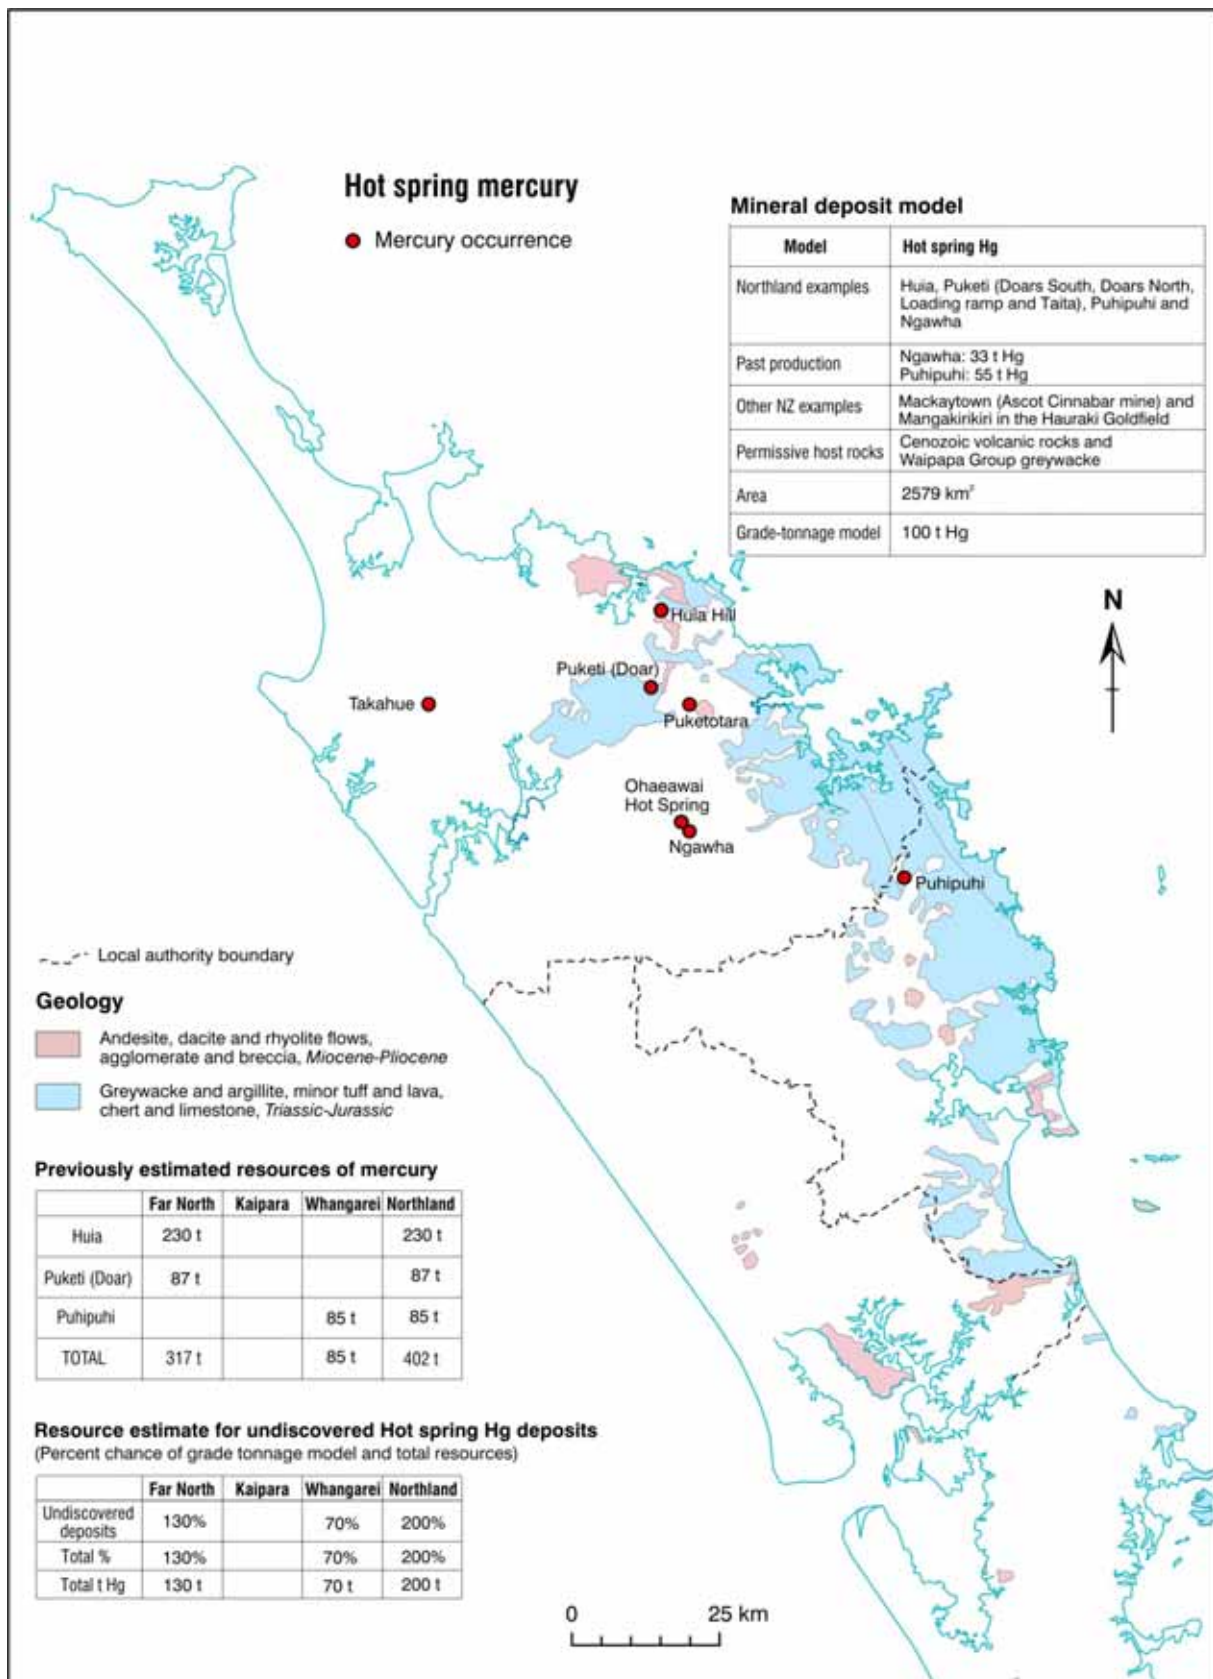 Hot spring mercury
Mercury occurrence
Mineral deposit model
Model Hot spring Hg
Northland examples Huia, Puketi (Doars South, Doars North,
Loading ramp and Taita), Puhipuhi and
Ngawha
Past production Ngawha: 33 t Hg
Puhipuhi: 55 t Hg
Other NZ examples Mackaytown (Ascot Cinnabar mine) and
Mangakirikiri in the Hauraki Goldfield
Permissive host rocks Cenozoic volcanic rocks and
Waipapa Group greywacke
Area 2579 km²
Grade-tonnage model 100 t Hg
N
Huia Hill
Puketi (Doar)
Takahue
Puketotara
Ohaeawai
Hot Spring
Ngawha
Puhipuhi
Local authority boundary
Geology
Andesite, dacite and rhyolite flows,
agglomerate and breccia, Miocene-Pliocene
Greywacke and argillite, minor tuff and lava,
chert and limestone, Triassic-Jurassic
Previously estimated resources of mercury
Far North Kaipara Whangarei Northland
Huia 230 t 230 t
Puketi (Doar) 87 t 87 t
Puhipuhi 85 t 85 t
TOTAL 317 t 85 t 402 t
Resource estimate for undiscovered Hot spring Hg deposits
(Percent chance of grade tonnage model and total resources)
Far North Kaipara Whangarei Northland
Undiscovered
deposits 130% 70% 200%
Total % 130% 70% 200%
Total t Hg 130 t 70 t 200 t
0 25 km